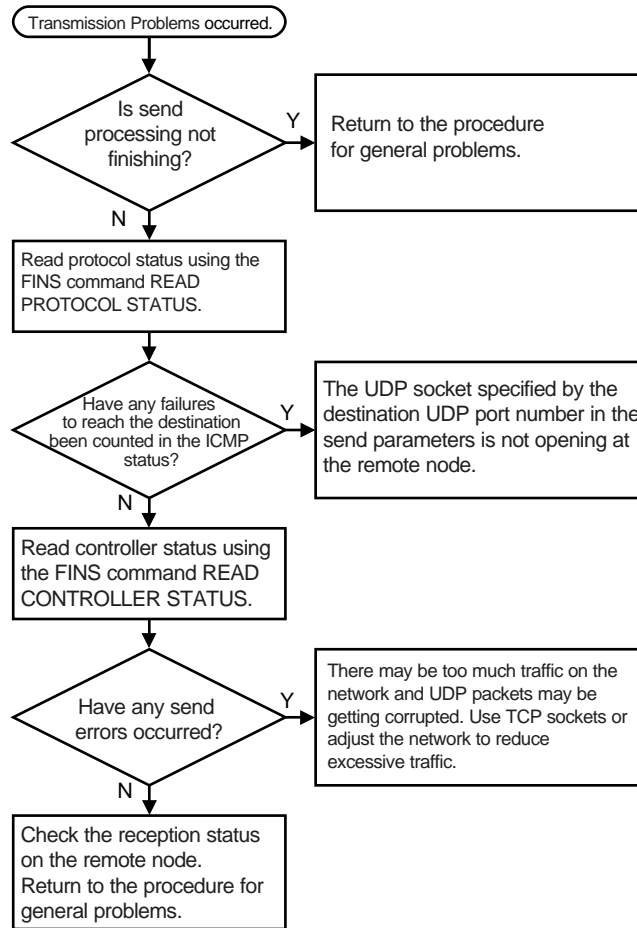 Transmission Problems occurred.
Is send
processing not
finishing?
Y
Return to the procedure
for general problems.
N
Read protocol status using the
FINS command READ
PROTOCOL STATUS.
Have any failures
to reach the destination
been counted in the ICMP
status?
Y
The UDP socket specified by the
destination UDP port number in the
send parameters is not opening at
the remote node.
N
Read controller status using
the FINS command READ
CONTROLLER STATUS.
Have any send
errors occurred?
Y
There may be too much traffic on the
network and UDP packets may be
getting corrupted. Use TCP sockets or
adjust the network to reduce
excessive traffic.
N
Check the reception status
on the remote node.
Return to the procedure for
general problems.